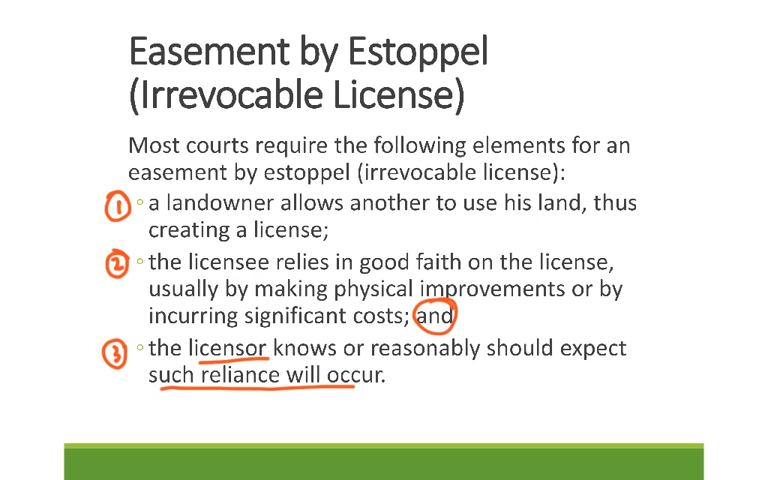 Easement by Estoppel
(Irrevocable License)
Most courts require the following elements for an
easement by estoppel (irrevocable license):
1 ◦ a landowner allows another to use his land, thus
creating a license;
2 ◦ the licensee relies in good faith on the license,
usually by making physical improvements or by
incurring significant costs; and
3 ◦ the licensor knows or reasonably should expect
such reliance will occur.